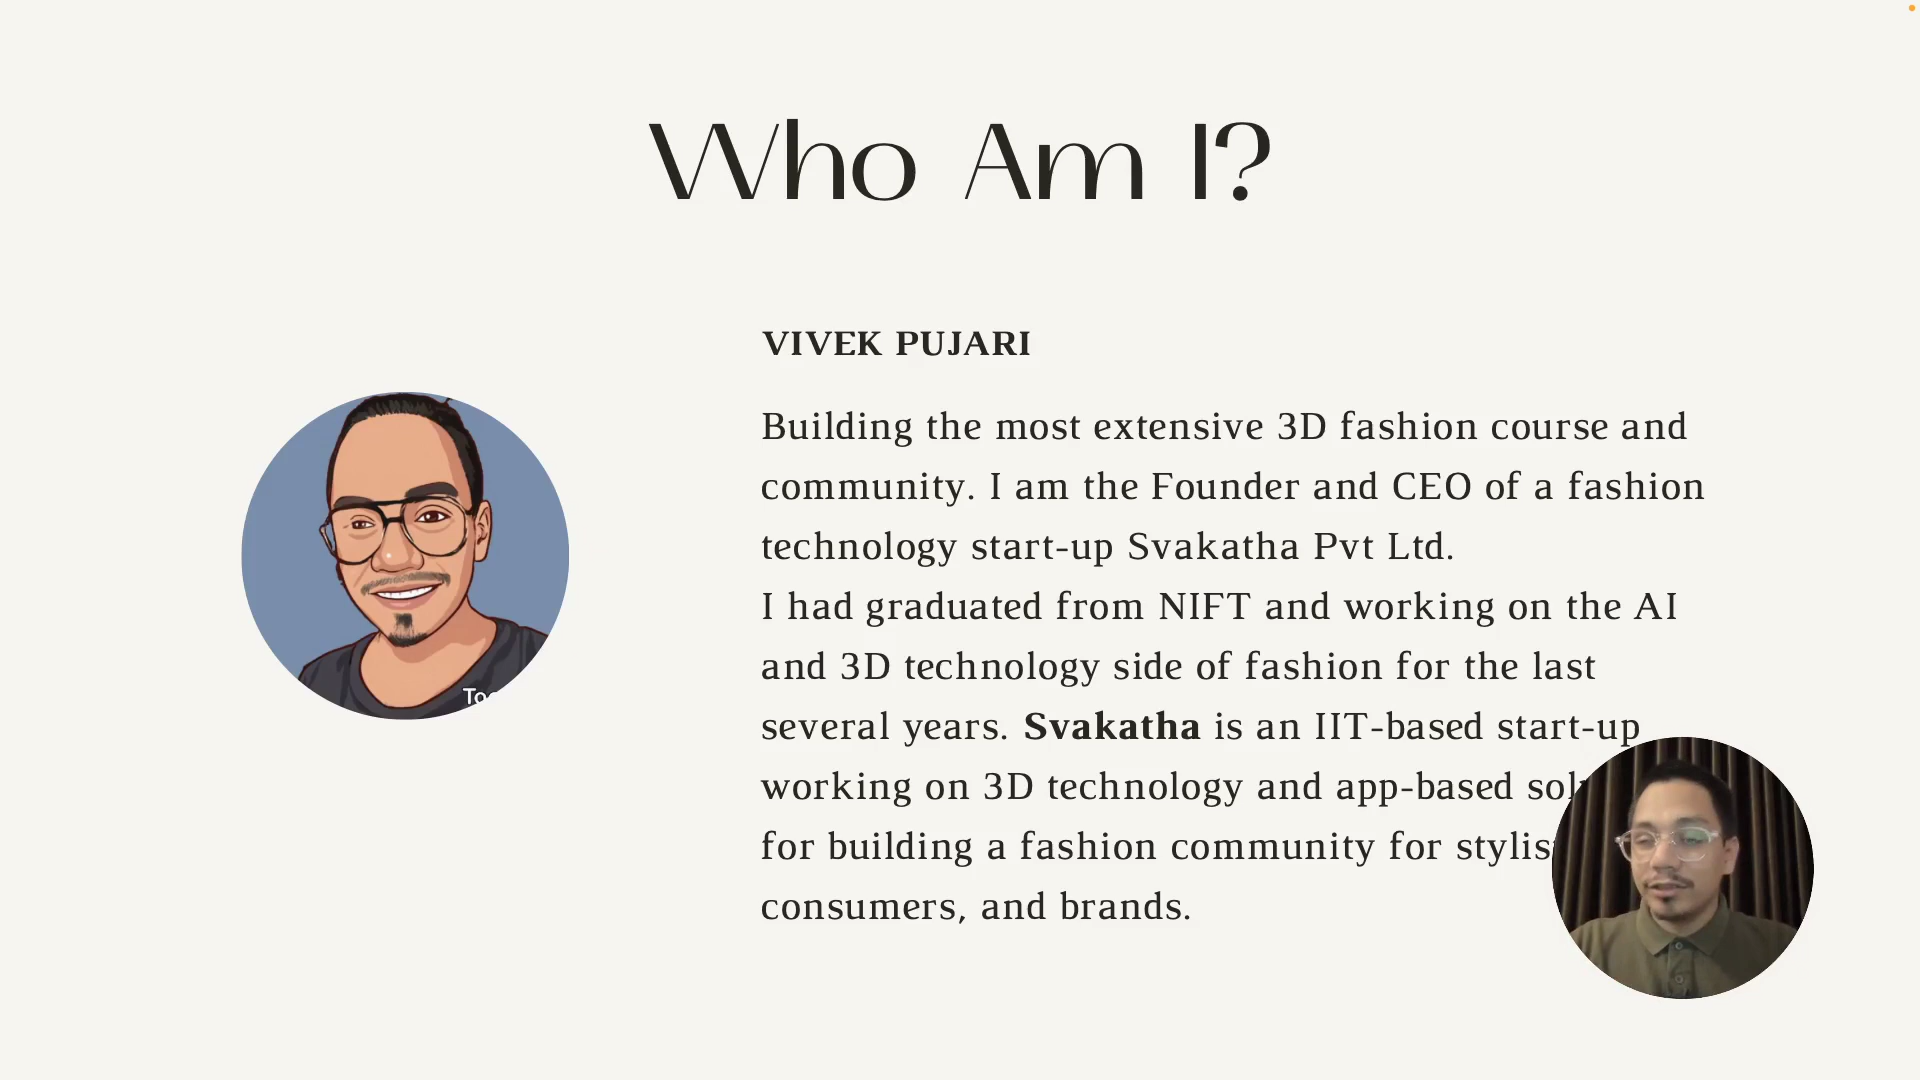 Who Am I?
VIVEK PUJARI
Building the most extensive 3D fashion course and
community. I am the Founder and CEO of a fashion
technology start-up Svakatha Pvt Ltd.
I had graduated from NIFT and working on the AI
and 3D technology side of fashion for the last
several years. Svakatha is an IIT-based start-up
working on 3D technology and app-based
for building a fashion community for
consumers, and brands.